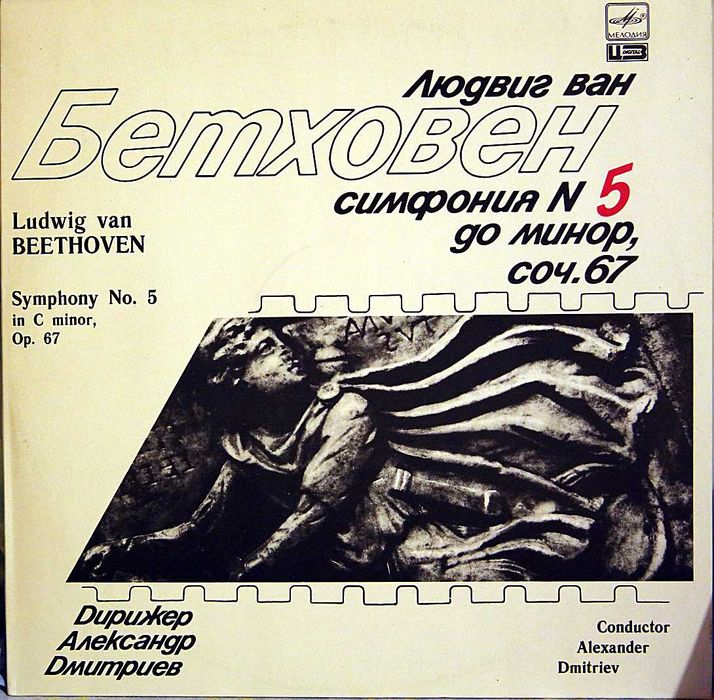 МЕЛОДИЯ
DIGITAL
Людвиг ван
Бетховен
симфония N 5
до минор,
соч.67
Ludwig van
BEETHOVEN
Symphony No. 5
in C minor,
Op. 67
Дирижер
Александр
Дмитриев
Conductor
Alexander
Dmitriev